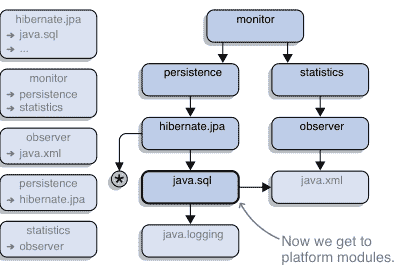 hibernate.jpa
→ java.sql
→ ...
monitor
→ persistence
→ statistics
observer
→ java.xml
persistence
→ hibernate.jpa
statistics
→ observer
monitor
persistence
statistics
hibernate.jpa
observer
*
java.sql
java.xml
java.logging
Now we get to
platform modules.